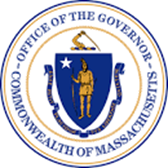 OFFICE OF THE GOVERNOR
COMMONWEALTH OF MASSACHUSETTS